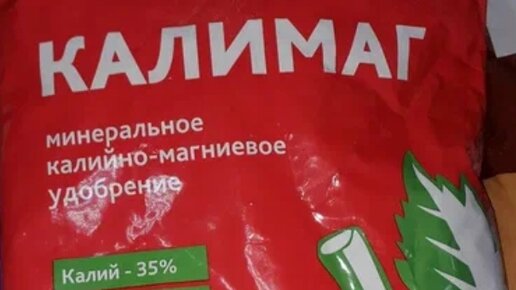 КАЛИМАГ
минеральное
калийно-магниевое
удобрение
Калий - 35%